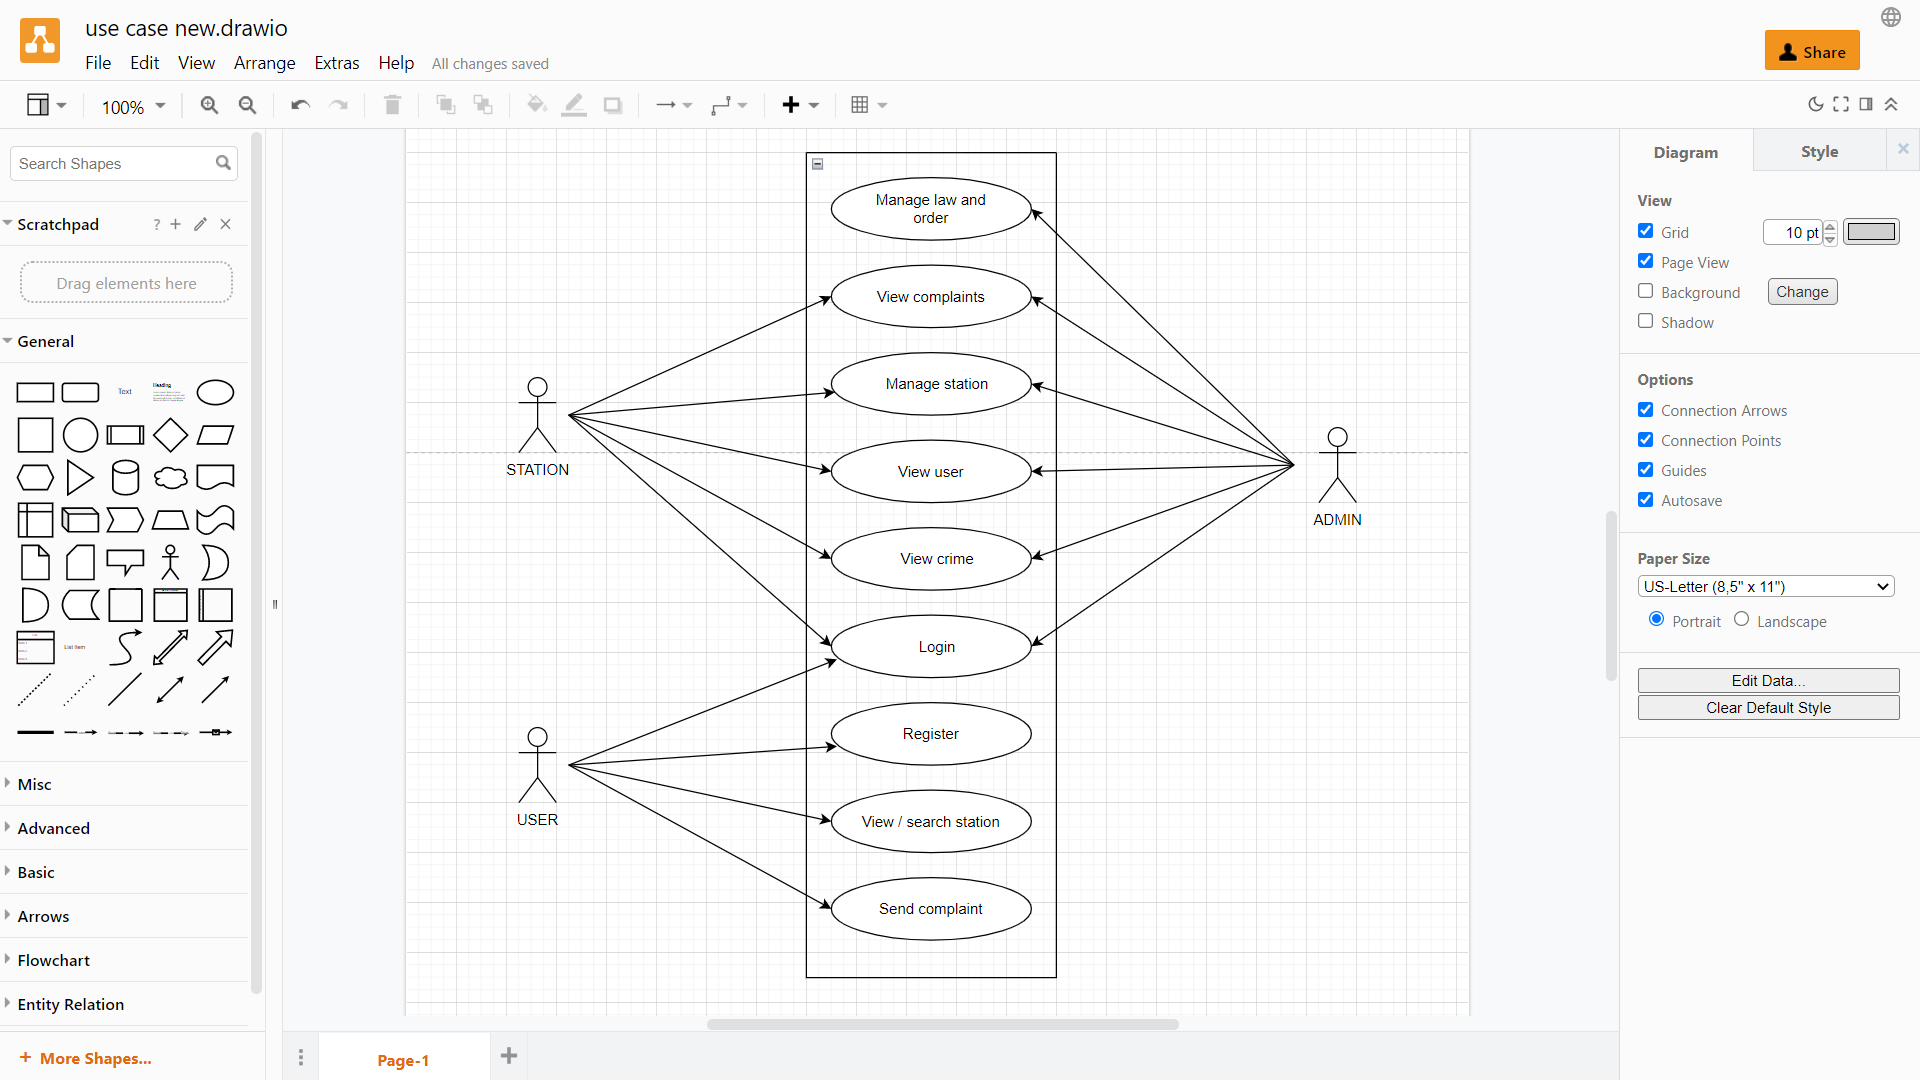 use case new.drawio
File Edit View Arrange Extras Help All changes saved
Share
100%
Search Shapes
Scratchpad
?
Drag elements here
General
Text
Heading
List Item
Misc
Advanced
Basic
Arrows
Flowchart
Entity Relation
+ More Shapes...
Manage law and
order
View complaints
Manage station
View user
View crime
Login
Register
View / search station
Send complaint
STATION
USER
ADMIN
Page-1
Diagram Style
View
Grid 10 pt
Page View
Background Change
Shadow
Options
Connection Arrows
Connection Points
Guides
Autosave
Paper Size
US-Letter (8,5" x 11")
Portrait Landscape
Edit Data...
Clear Default Style